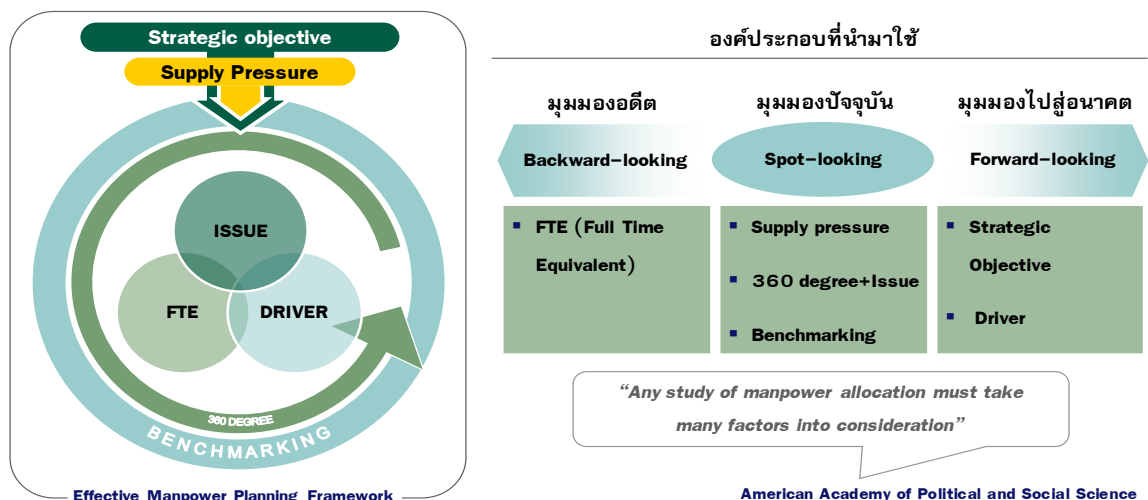 Strategic objective
Supply Pressure
ISSUE
FTE
DRIVER
360 DEGREE
BENCHMARKING
Effective Manpower Planning Framework
องค์ประกอบที่นำมาใช้
มุมมองอดีต
มุมมองปัจจุบัน
มุมมองไปสู่อนาคต
Backward-looking
Spot-looking
Forward-looking
▪ FTE (Full Time
Equivalent)
▪ Supply pressure
▪ 360 degree+Issue
▪ Benchmarking
▪ Strategic
Objective
▪ Driver
“Any study of manpower allocation must take
many factors into consideration”
American Academy of Political and Social Science